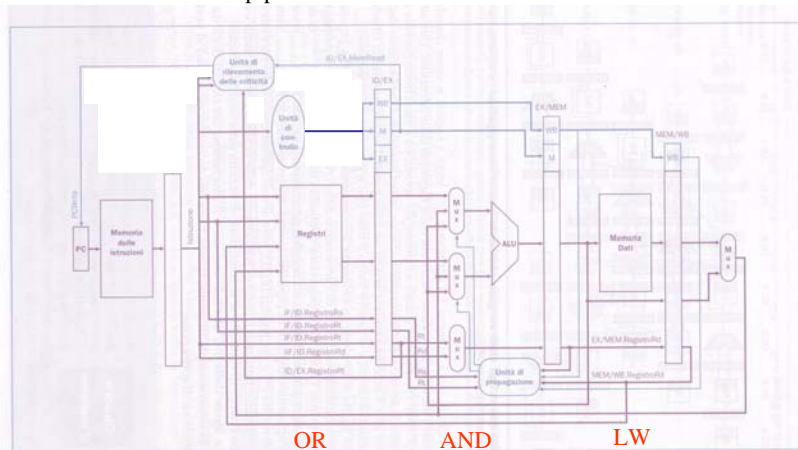 Unità di
rilevamento
delle criticità
ID/EX.MemRead
ID/EX
WB
M
EX
Unità
di
con-
trollo
EX/MEM
WB
M
MEM/WB
WB
PCWrite
Istruzione
PC
Memoria
delle
istruzioni
Registri
M
u
x
M
u
x
ALU
Memoria
Dati
M
u
x
IF/ID.RegistroRs
IF/ID.RegistroRt
IF/ID.RegistroRt
IF/ID.RegistroRd
ID/EX.RegistroRt
Rt
Rd
Rs
Rt
M
u
x
Unità di
propagazione
EX/MEM.RegistroRd
MEM/WB.RegistroRd
OR
AND
LW